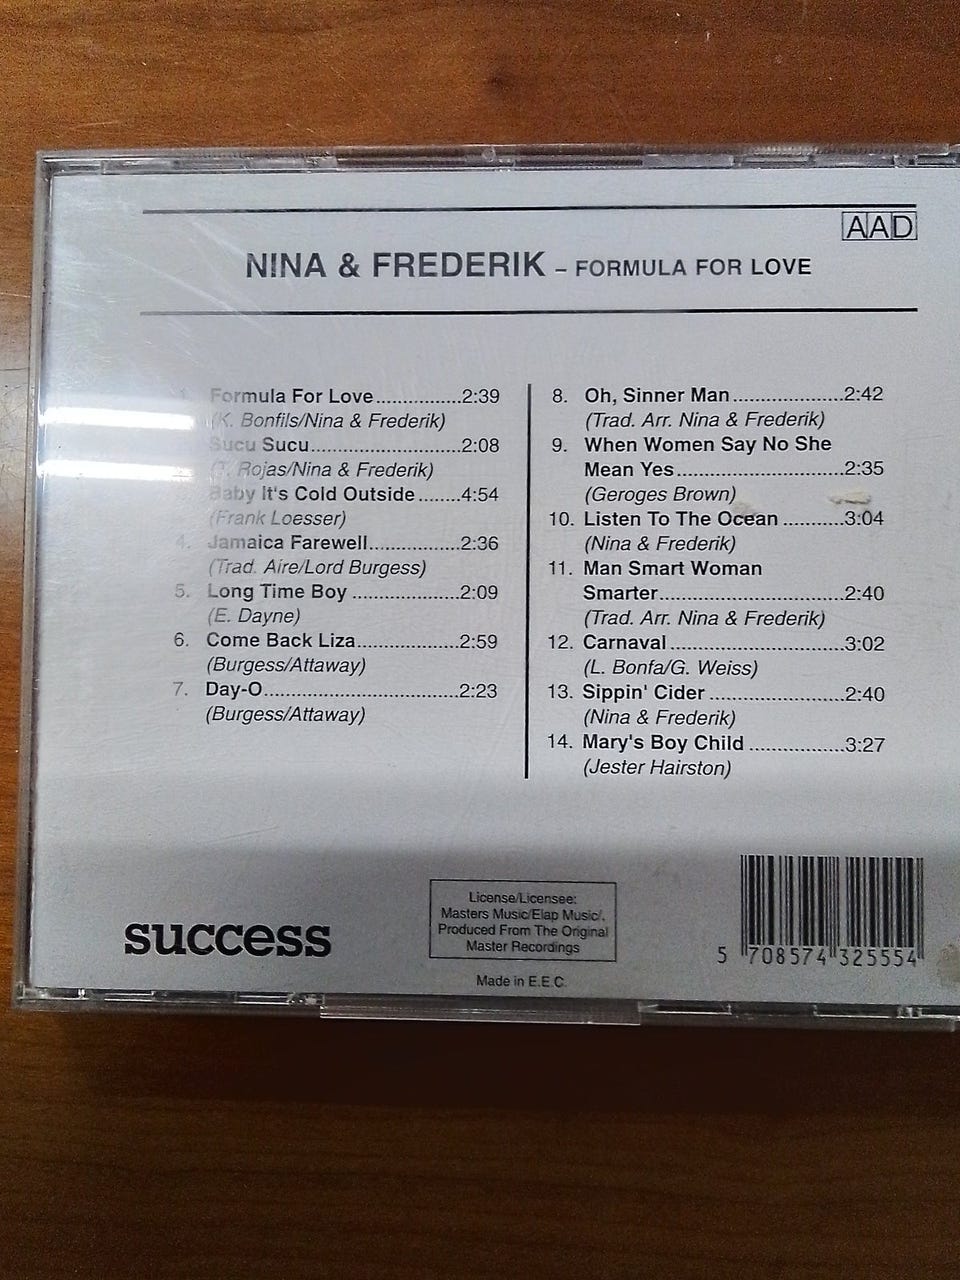 AAD
NINA & FREDERIK – FORMULA FOR LOVE
1. Formula For Love..............2:39
(K. Bonfils/Nina & Frederik)
Sucu Sucu.........................2:08
(T. Rojas/Nina & Frederik)
Baby It's Cold Outside.......4:54
(Frank Loesser)
4. Jamaica Farewell...............2:36
(Trad. Aire/Lord Burgess)
5. Long Time Boy..................2:09
(E. Dayne)
6. Come Back Liza.................2:59
(Burgess/Attaway)
7. Day-O................................2:23
(Burgess/Attaway)
8. Oh, Sinner Man..................2:42
(Trad. Arr. Nina & Frederik)
9. When Women Say No She
Mean Yes...........................2:35
(Geroges Brown)
10. Listen To The Ocean..........3:04
(Nina & Frederik)
11. Man Smart Woman
Smarter..............................2:40
(Trad. Arr. Nina & Frederik)
12. Carnaval............................3:02
(L. Bonfa/G. Weiss)
13. Sippin' Cider......................2:40
(Nina & Frederik)
14. Mary's Boy Child...............3:27
(Jester Hairston)
success
License/Licensee:
Masters Music/Elap Music/.
Produced From The Original
Master Recordings
Made in E.E.C.
5 708574 325554